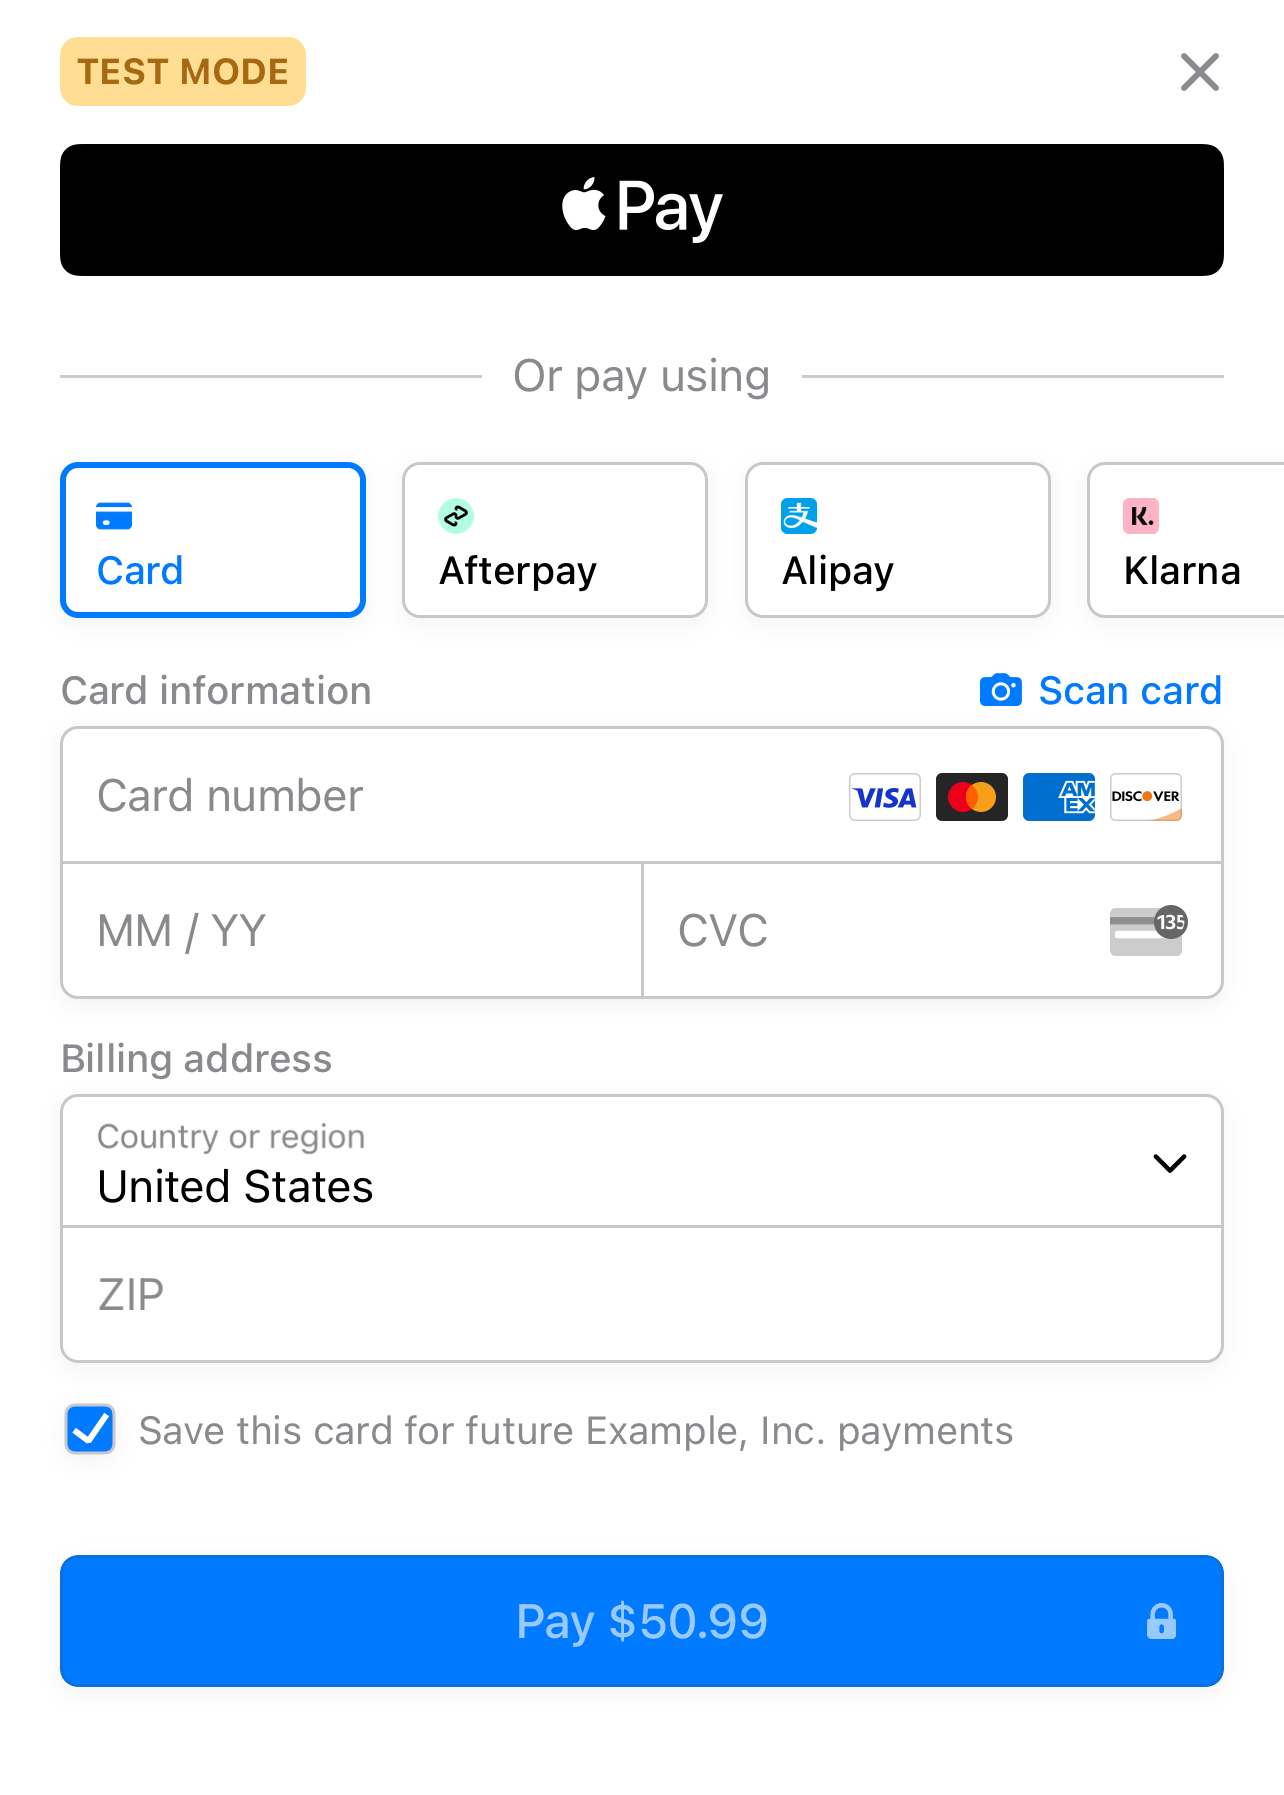 TEST MODE
Pay
Or pay using
Card
Afterpay
支
Alipay
K.
Klarna
Card information
Scan card
Card number
VISA
AM
EX
DISCOVER
MM / YY
CVC
135
Billing address
Country or region
United States
ZIP
Save this card for future Example, Inc. payments
Pay $50.99